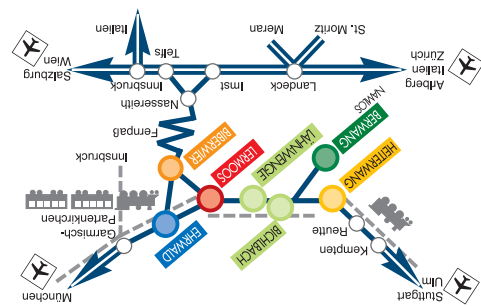 Stuttgart
Ulm
München
Kempten
Reutte
Garmisch-
Partenkirchen
BICHLBACH
EHRWALD
Innsbruck
HEITERWANG
BERWANG
NAMLOS
LÄHN/WENGLE
LERMOOS
BIBERWIER
Fernpaß
Nassereith
Arlberg
Italien
Zürich
Landeck
Imst
Innsbruck
Salzburg
Wien
St. Moritz
Meran
Telfs
Italien